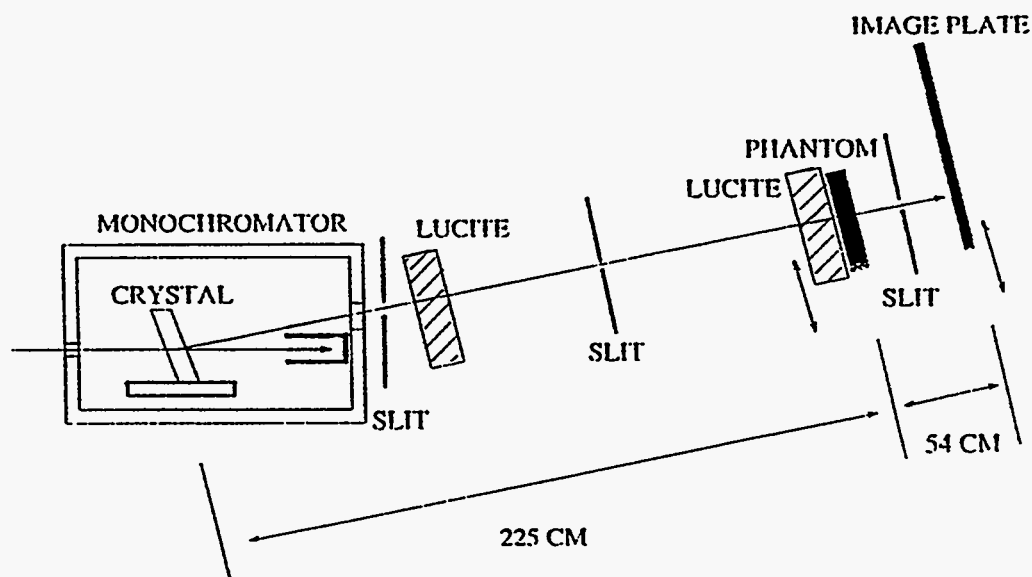 IMAGE PLATE
PHANTOM
LUCITE
MONOCHROMATOR
LUCITE
CRYSTAL
SLIT
SLIT
SLIT
54 CM
225 CM